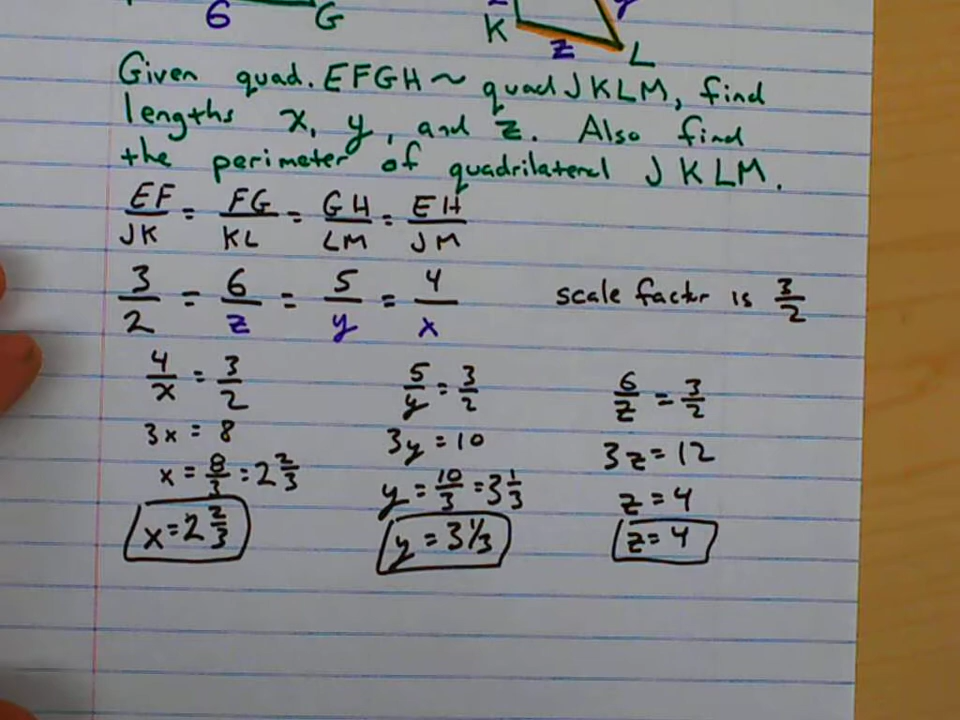 6 G
K z L y
Given quad. EFGH ~ quad JKLM, find
lengths x, y, and z. Also find
the perimeter of quadrilateral JKLM.
EF/JK = FG/KL = GH/LM = EH/JM
3/2 = 6/z = 5/y = 4/x scale factor is 3/2
4/x = 3/2 5/y = 3/2 6/z = 3/2
3x = 8 3y = 10 3z = 12
x = 8/3 = 2 2/3 y = 10/3 = 3 1/3 z = 4
x = 2 2/3 y = 3 1/3 z = 4